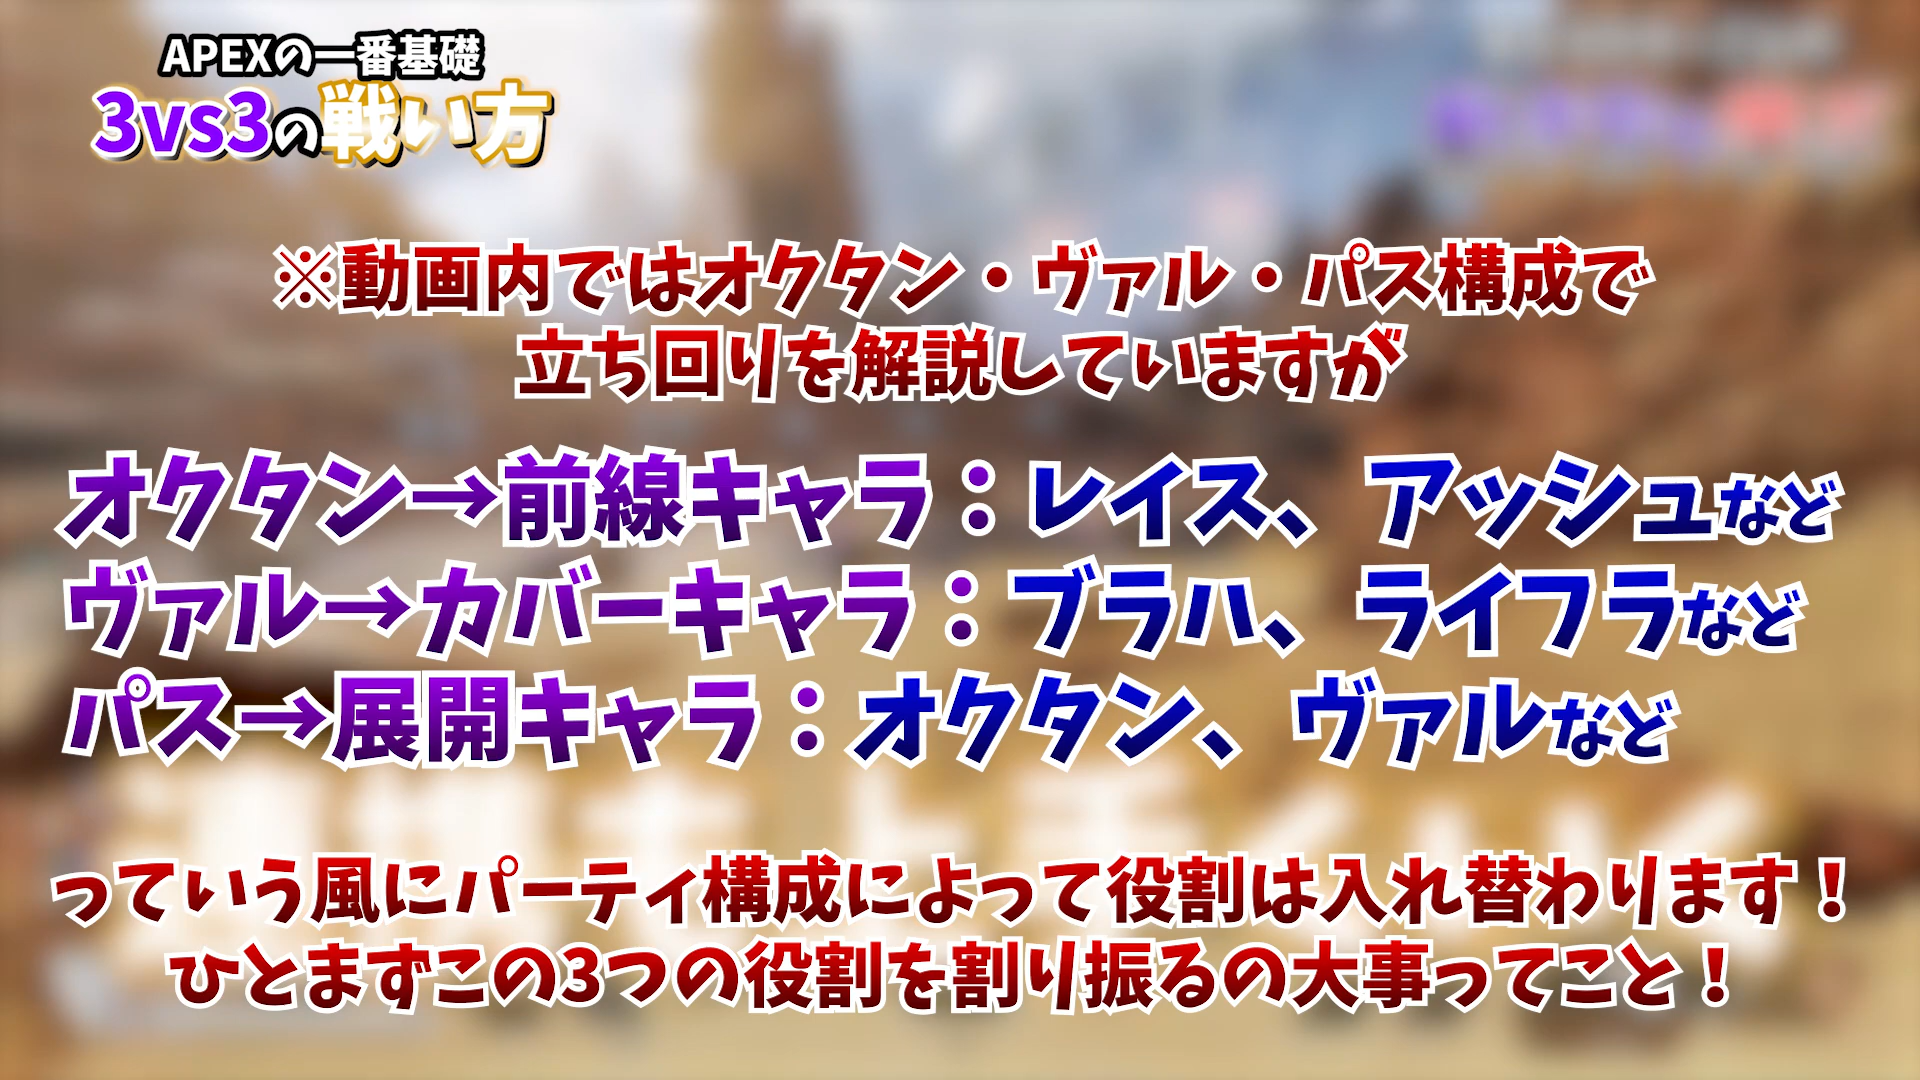 APEXの一番基礎
3vs3の戦い方
※動画内ではオクタン・ヴァル・パス構成で
立ち回りを解説していますが
オクタン→前線キャラ：レイス、アッシュなど
ヴァル→カバーキャラ：ブラハ、ライフラなど
パス→展開キャラ：オクタン、ヴァルなど
っていう風にパーティ構成によって役割は入れ替わります！
ひとまずこの3つの役割を割り振るの大事ってこと！